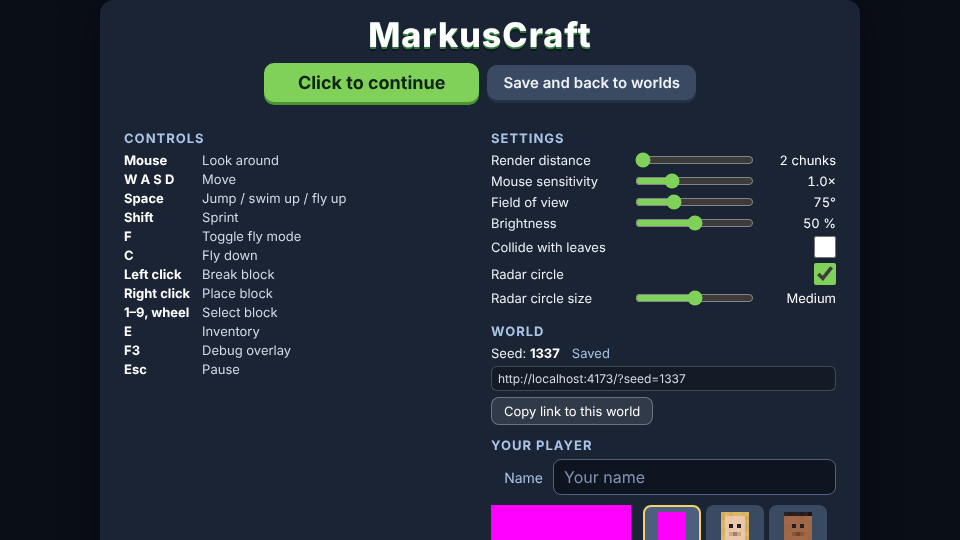 MarkusCraft
Click to continue
Save and back to worlds
CONTROLS
Mouse Look around
W A S D Move
Space Jump / swim up / fly up
Shift Sprint
F Toggle fly mode
C Fly down
Left click Break block
Right click Place block
1–9, wheel Select block
E Inventory
F3 Debug overlay
Esc Pause
SETTINGS
Render distance 2 chunks
Mouse sensitivity 1.0×
Field of view 75°
Brightness 50 %
Collide with leaves
Radar circle
Radar circle size Medium
WORLD
Seed: 1337 Saved
http://localhost:4173/?seed=1337
Copy link to this world
YOUR PLAYER
Name Your name